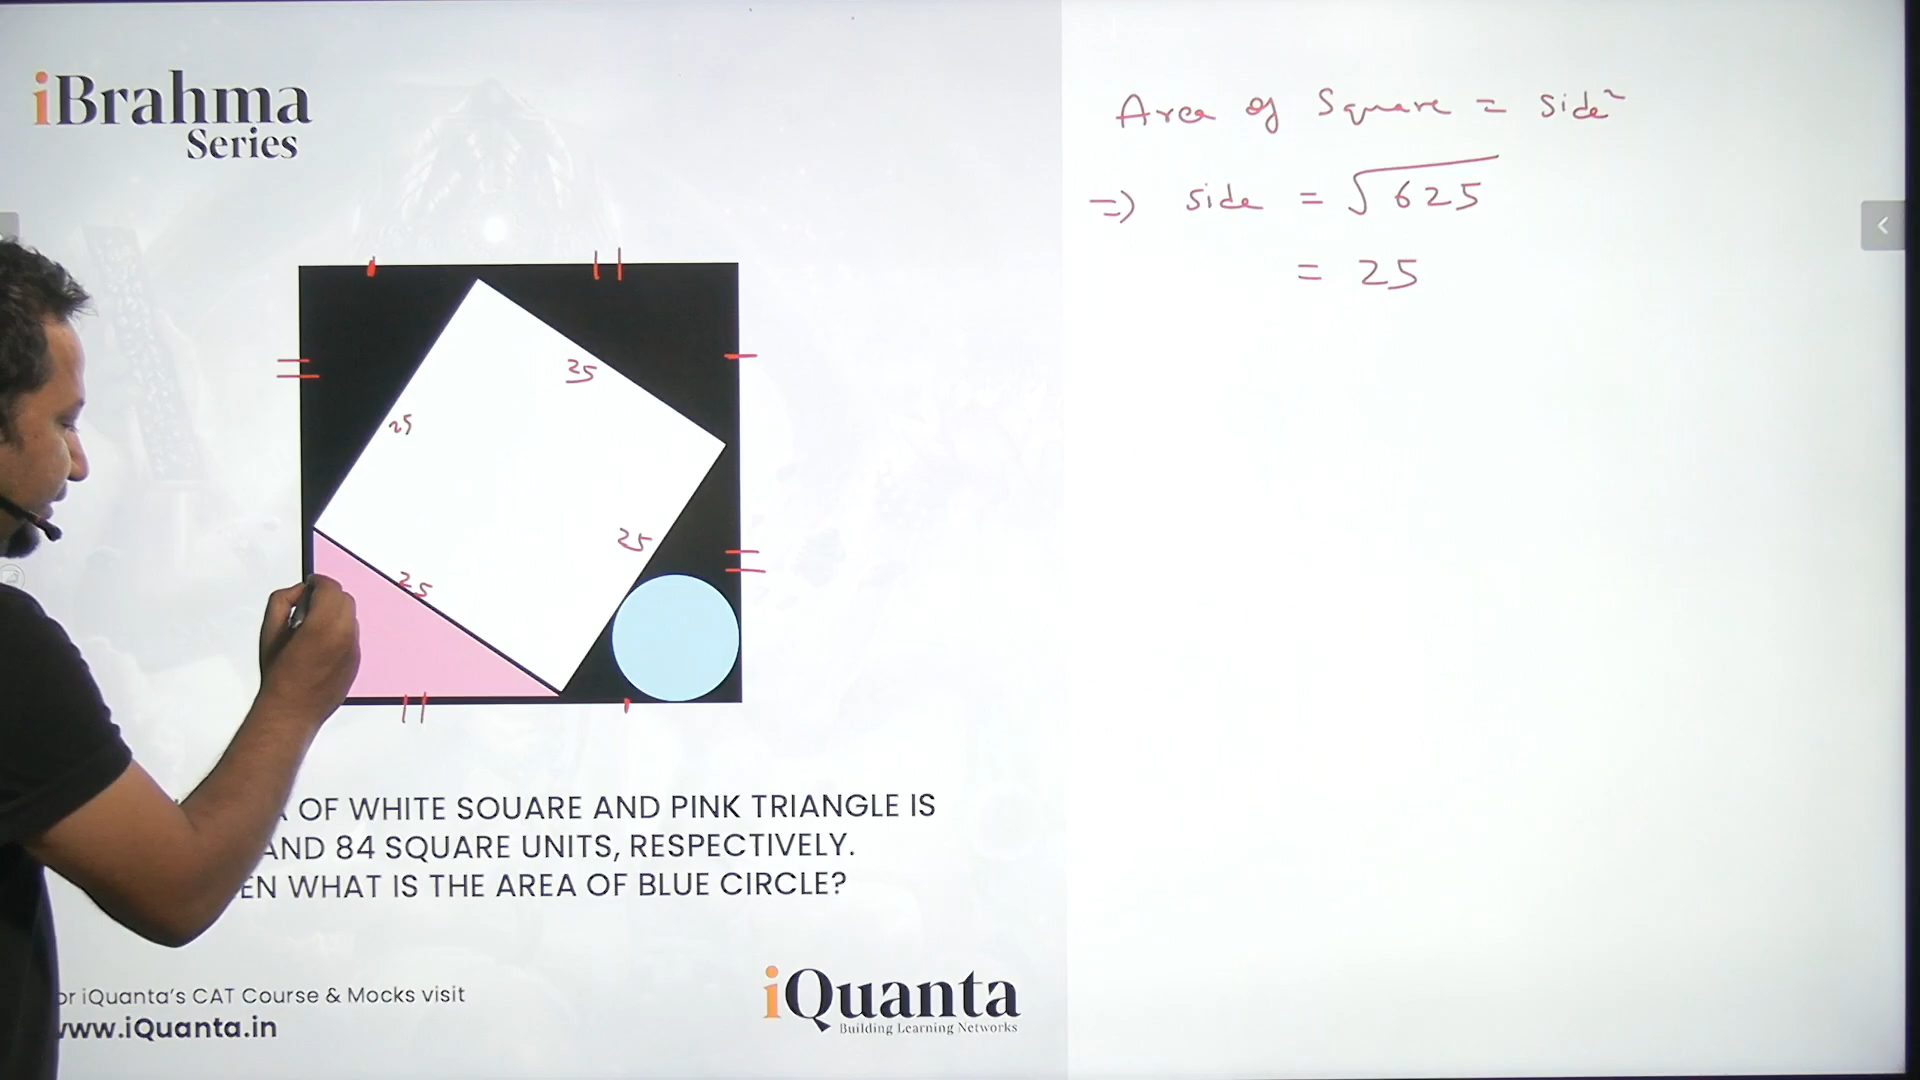 iBrahma
Series
Area of Square = Side²
=) side = √625
= 25
25
25
25
25
OF WHITE SQUARE AND PINK TRIANGLE IS
AND 84 SQUARE UNITS, RESPECTIVELY.
EN WHAT IS THE AREA OF BLUE CIRCLE?
or iQuanta's CAT Course & Mocks visit
www.iQuanta.in
iQuanta
Building Learning Networks